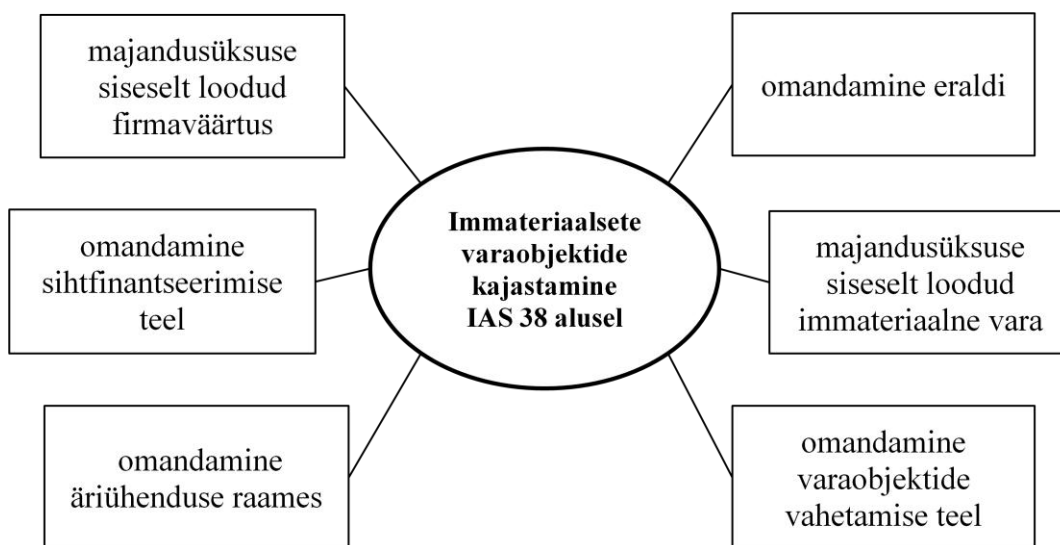 majandusüksuse
siseselt loodud
firmaväärtus
omandamine eraldi
omandamine
sihtfinantseerimise
teel
Immateriaalsete
varaobjektide
kajastamine
IAS 38 alusel
majandusüksuse
siseselt loodud
immateriaalne vara
omandamine
äriühenduse raames
omandamine
varaobjektide
vahetamise teel